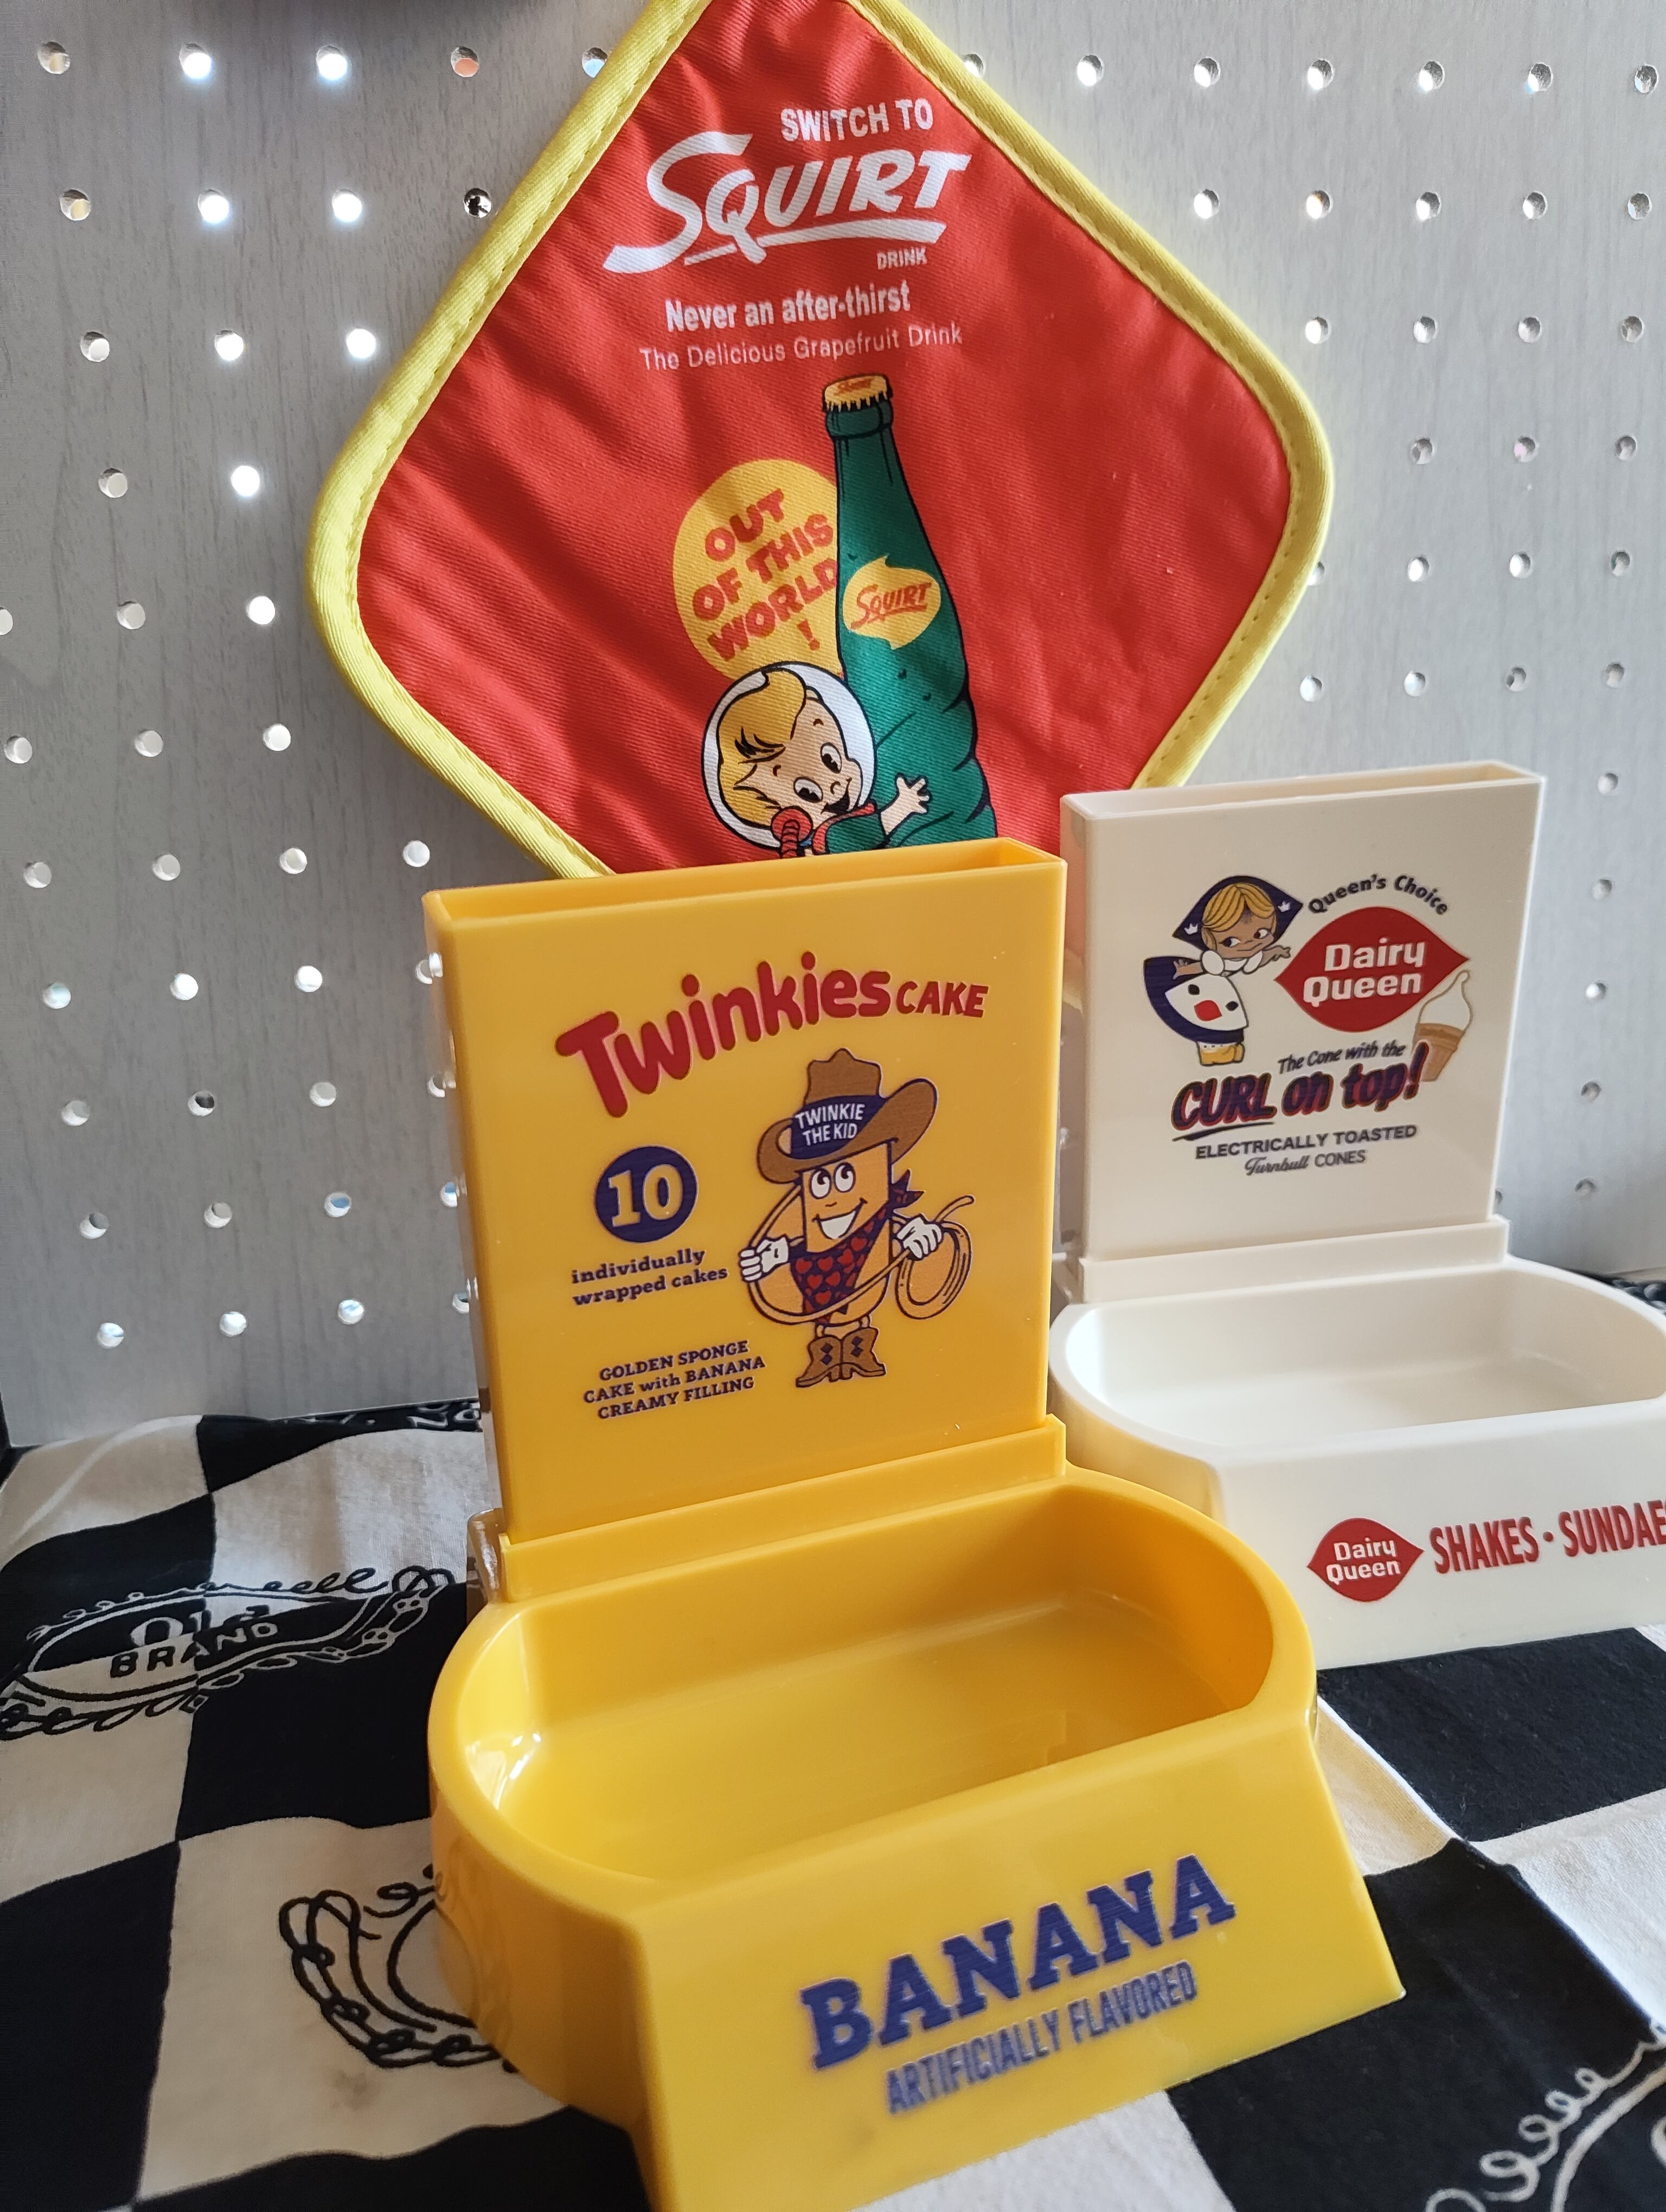 SWITCH TO
SQUIRT
DRINK
Never an after-thirst
The Delicious Grapefruit Drink
Squirt
OUT
OF THIS
WORLD
!
SQUIRT
Twinkies CAKE
TWINKIE
THE KID
10
individually
wrapped cakes
GOLDEN SPONGE
CAKE with BANANA
CREAMY FILLING
BANANA
ARTIFICIALLY FLAVORED
Queen's Choice
Dairy
Queen
The Cone with the
CURL on top!
ELECTRICALLY TOASTED
Turnbull CONES
Dairy
Queen
SHAKES · SUNDAE
BRAND